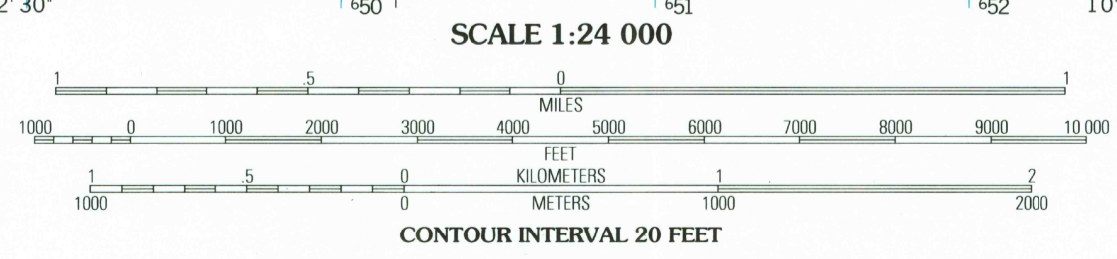 2'30" 650 651 652 10'
SCALE 1:24 000
1 .5 0 1
MILES
1000 0 1000 2000 3000 4000 5000 6000 7000 8000 9000 10 000
FEET
1 .5 0 KILOMETERS 1 2
1000 0 METERS 1000 2000
CONTOUR INTERVAL 20 FEET